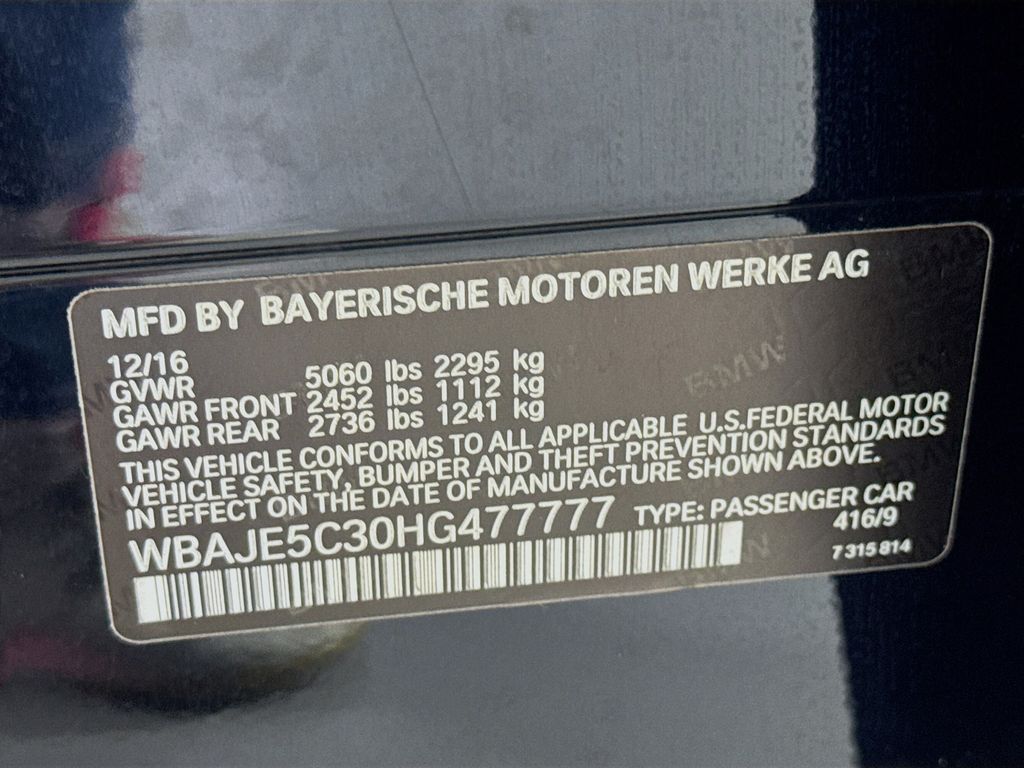 MFD BY BAYERISCHE MOTOREN WERKE AG
12/16
GVWR 5060 lbs 2295 kg
GAWR FRONT 2452 lbs 1112 kg
GAWR REAR 2736 lbs 1241 kg
THIS VEHICLE CONFORMS TO ALL APPLICABLE U.S.FEDERAL MOTOR
VEHICLE SAFETY, BUMPER AND THEFT PREVENTION STANDARDS
IN EFFECT ON THE DATE OF MANUFACTURE SHOWN ABOVE.
WBAJE5C30HG477777 TYPE: PASSENGER CAR
416/9
7 315 814
BMW